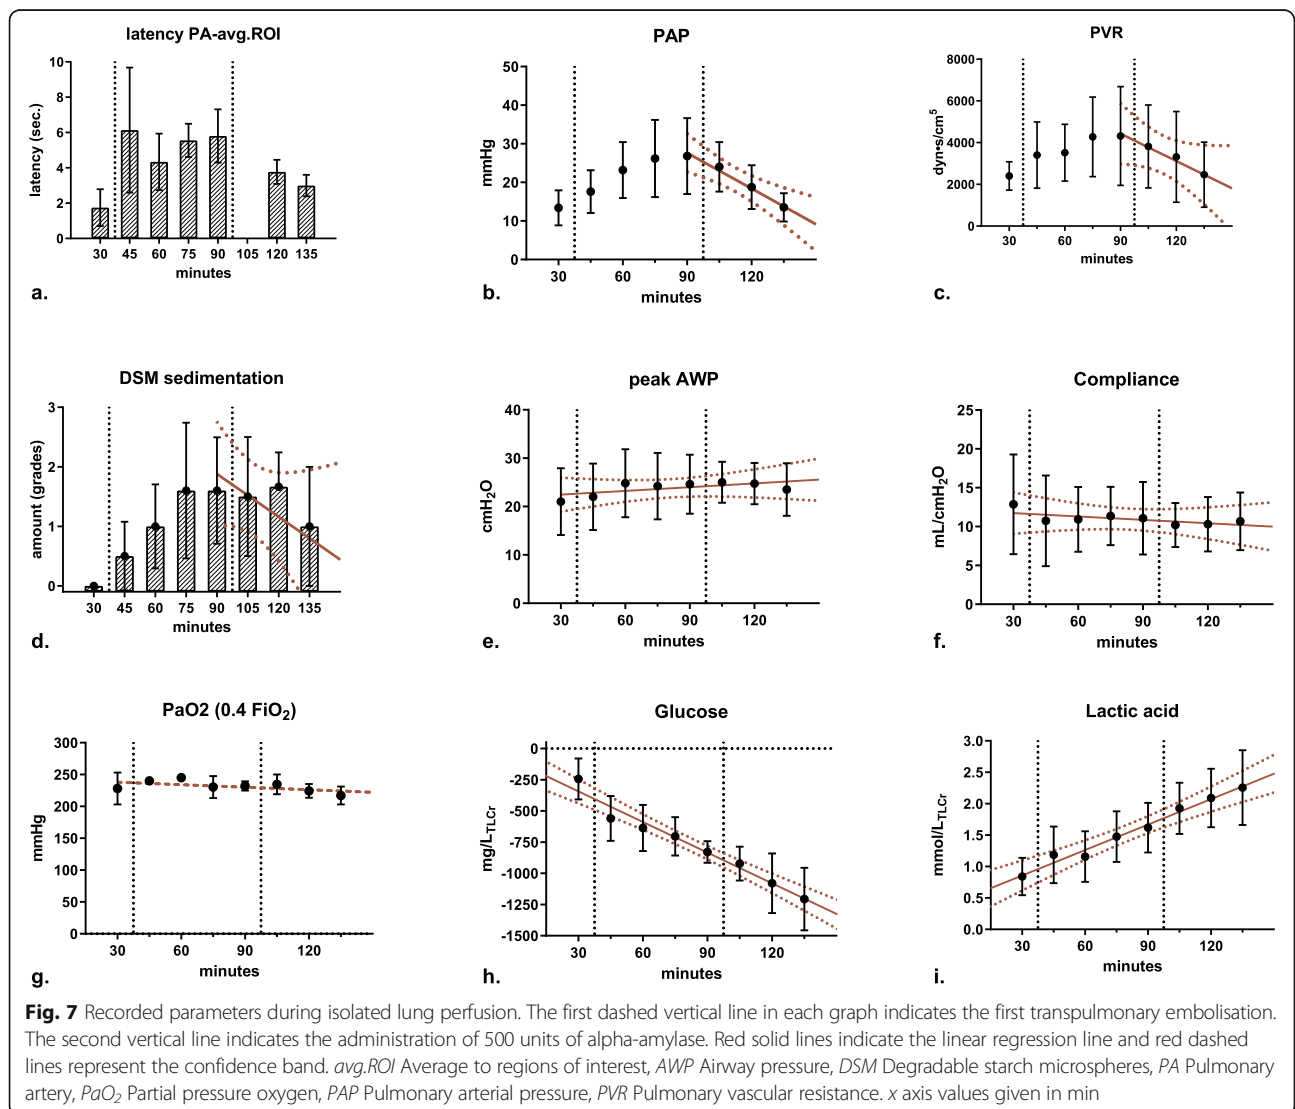 latency PA-avg.ROI
latency (sec.)
10
8
6
4
2
0
30 45 60 75 90 105 120 135
minutes
a.
PAP
mmHg
50
40
30
20
10
0
30 60 90 120
minutes
b.
PVR
dyn•s/cm⁵
8000
6000
4000
2000
0
30 60 90 120
minutes
c.
DSM sedimentation
amount (grades)
3
2
1
0
30 45 60 75 90 105 120 135
minutes
d.
peak AWP
cmH₂O
40
30
20
10
0
30 60 90 120
minutes
e.
Compliance
mL/cmH₂O
25
20
15
10
5
0
30 60 90 120
minutes
f.
PaO2 (0.4 FiO₂)
mmHg
300
250
200
150
100
50
0
30 60 90 120
minutes
g.
Glucose
mg/L_TLCr
0
-250
-500
-750
-1000
-1250
-1500
30 60 90 120
minutes
h.
Lactic acid
mmol/L_TLCr
3.0
2.5
2.0
1.5
1.0
0.5
0.0
30 60 90 120
minutes
i.
Fig. 7 Recorded parameters during isolated lung perfusion. The first dashed vertical line in each graph indicates the first transpulmonary embolisation.
The second vertical line indicates the administration of 500 units of alpha-amylase. Red solid lines indicate the linear regression line and red dashed
lines represent the confidence band. avg.ROI Average to regions of interest, AWP Airway pressure, DSM Degradable starch microspheres, PA Pulmonary
artery, PaO₂ Partial pressure oxygen, PAP Pulmonary arterial pressure, PVR Pulmonary vascular resistance. x axis values given in min